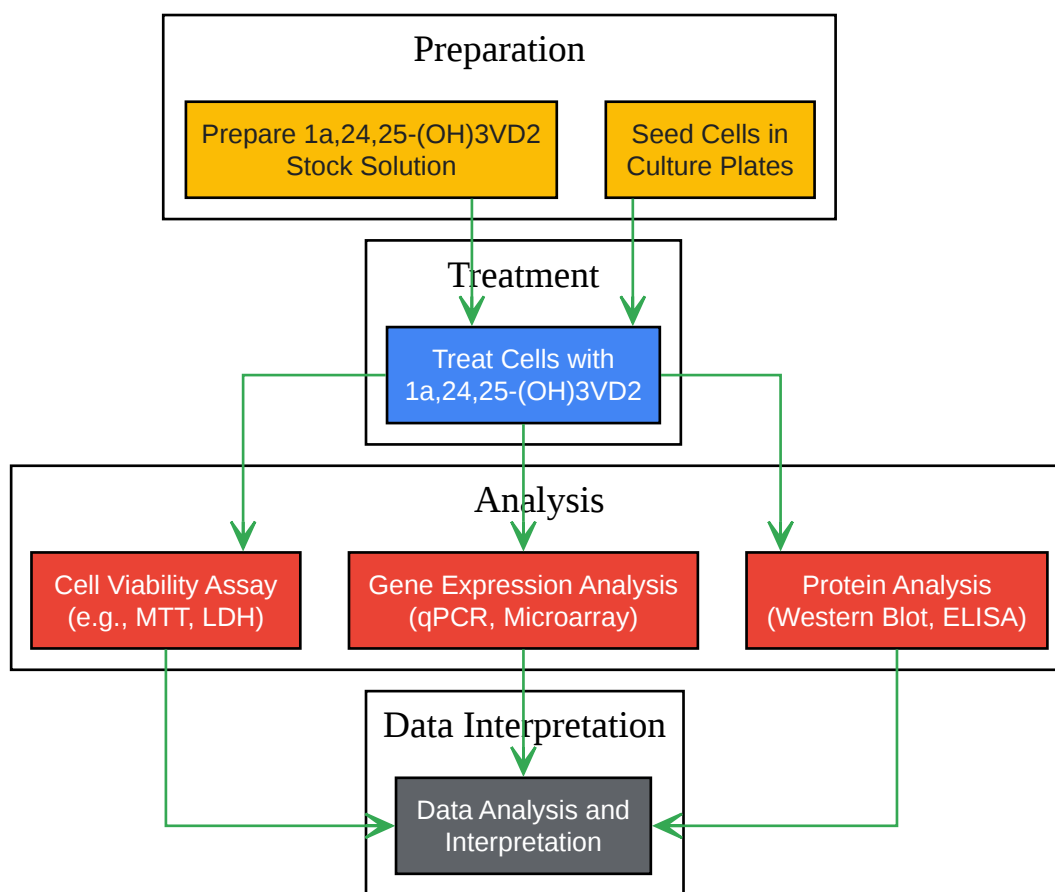 Preparation
Prepare 1a,24,25-(OH)3VD2
Stock Solution
Seed Cells in
Culture Plates
Treatment
Treat Cells with
1a,24,25-(OH)3VD2
Analysis
Cell Viability Assay
(e.g., MTT, LDH)
Gene Expression Analysis
(qPCR, Microarray)
Protein Analysis
(Western Blot, ELISA)
Data Interpretation
Data Analysis and
Interpretation